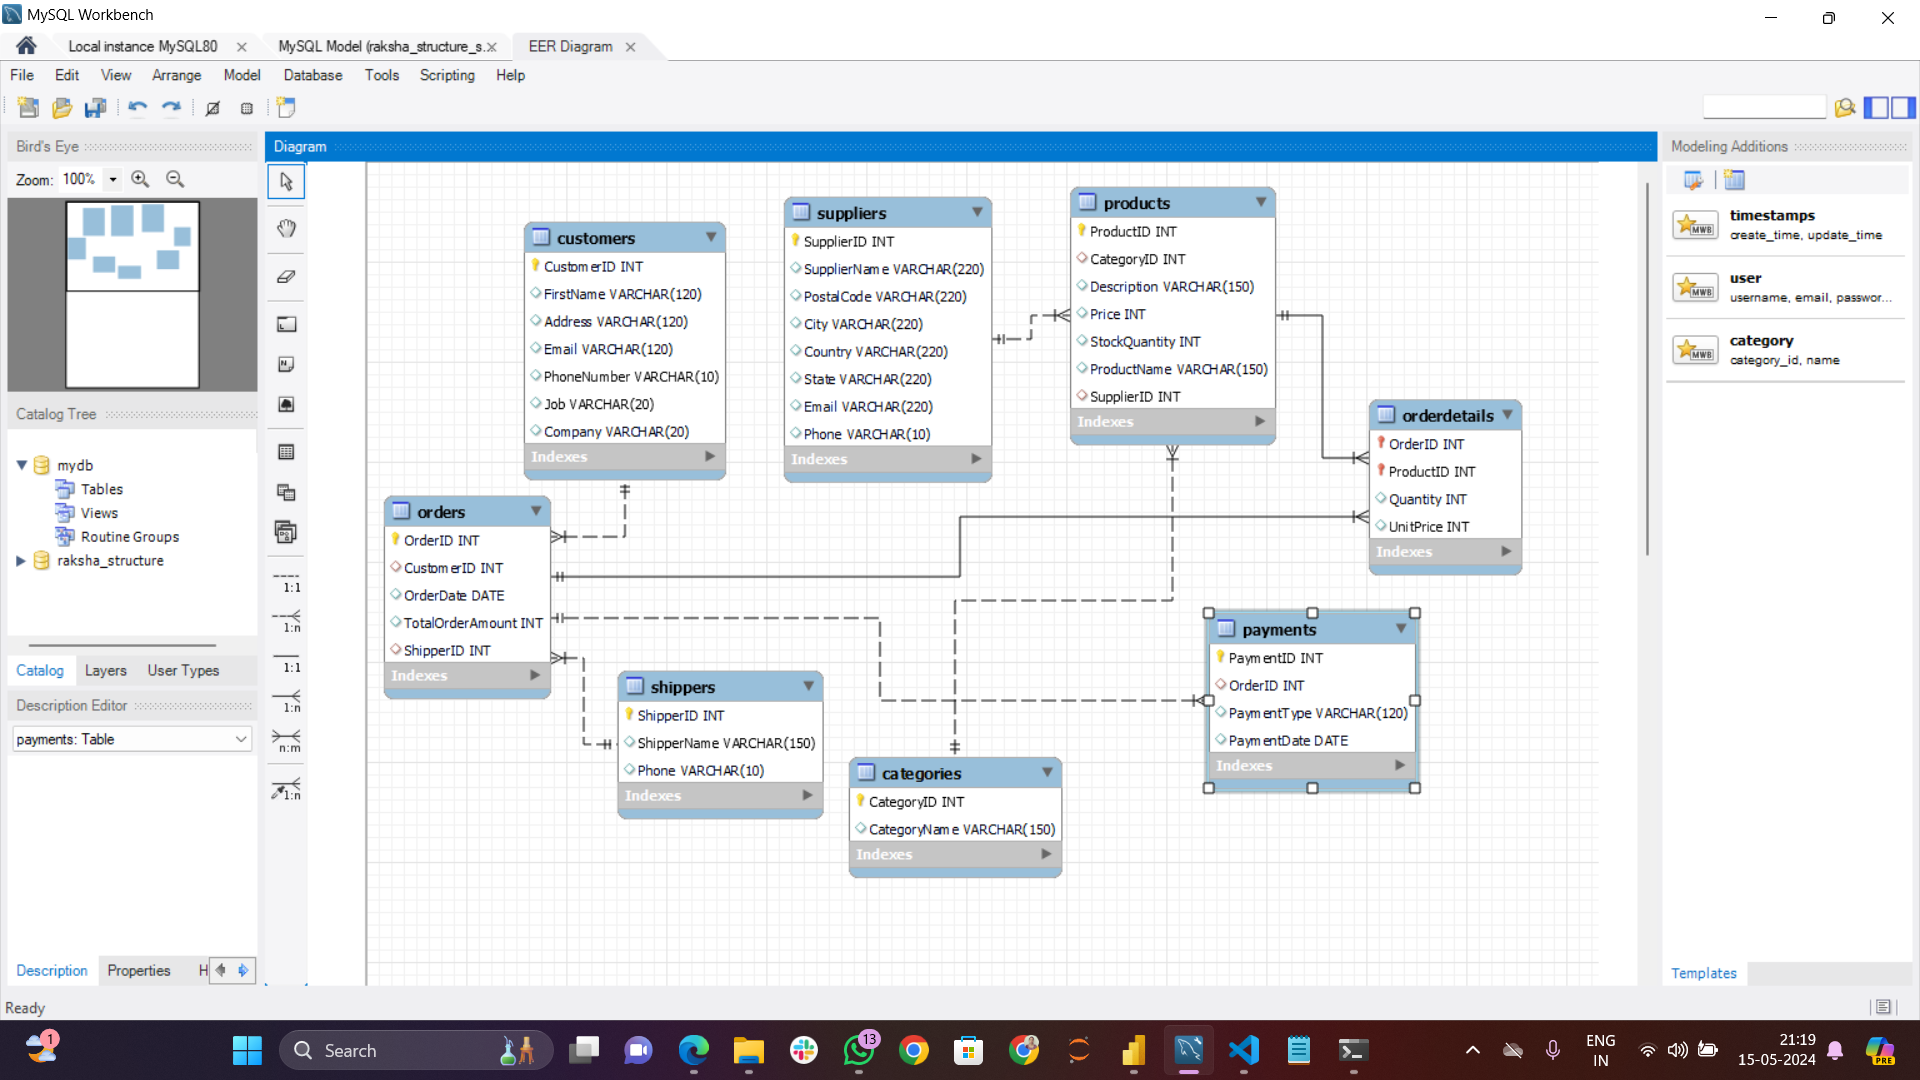 MySQL Workbench
Local instance MySQL80
MySQL Model (raksha_structure_s.
EER Diagram
File Edit View Arrange Model Database Tools Scripting Help
Bird's Eye
Zoom: 100%
Diagram
Modeling Additions
timestamps
create_time, update_time
user
username, email, passwor...
category
category_id, name
Templates
Catalog Tree
mydb
Tables
Views
Routine Groups
raksha_structure
Catalog Layers User Types
Description Editor
payments: Table
Description Properties H
1:1
1:n
1:1
1:n
n:m
1:n
customers
CustomerID INT
FirstName VARCHAR(120)
Address VARCHAR(120)
Email VARCHAR(120)
PhoneNumber VARCHAR(10)
Job VARCHAR(20)
Company VARCHAR(20)
Indexes
suppliers
SupplierID INT
SupplierName VARCHAR(220)
PostalCode VARCHAR(220)
City VARCHAR(220)
Country VARCHAR(220)
State VARCHAR(220)
Email VARCHAR(220)
Phone VARCHAR(10)
Indexes
products
ProductID INT
CategoryID INT
Description VARCHAR(150)
Price INT
StockQuantity INT
ProductName VARCHAR(150)
SupplierID INT
Indexes
orderdetails
OrderID INT
ProductID INT
Quantity INT
UnitPrice INT
Indexes
orders
OrderID INT
CustomerID INT
OrderDate DATE
TotalOrderAmount INT
ShipperID INT
Indexes
shippers
ShipperID INT
ShipperName VARCHAR(150)
Phone VARCHAR(10)
Indexes
categories
CategoryID INT
CategoryName VARCHAR(150)
Indexes
payments
PaymentID INT
OrderID INT
PaymentType VARCHAR(120)
PaymentDate DATE
Indexes
MWB
MWB
MWB
Ready
1
Search
13
ENG
IN
21:19
15-05-2024
PRE